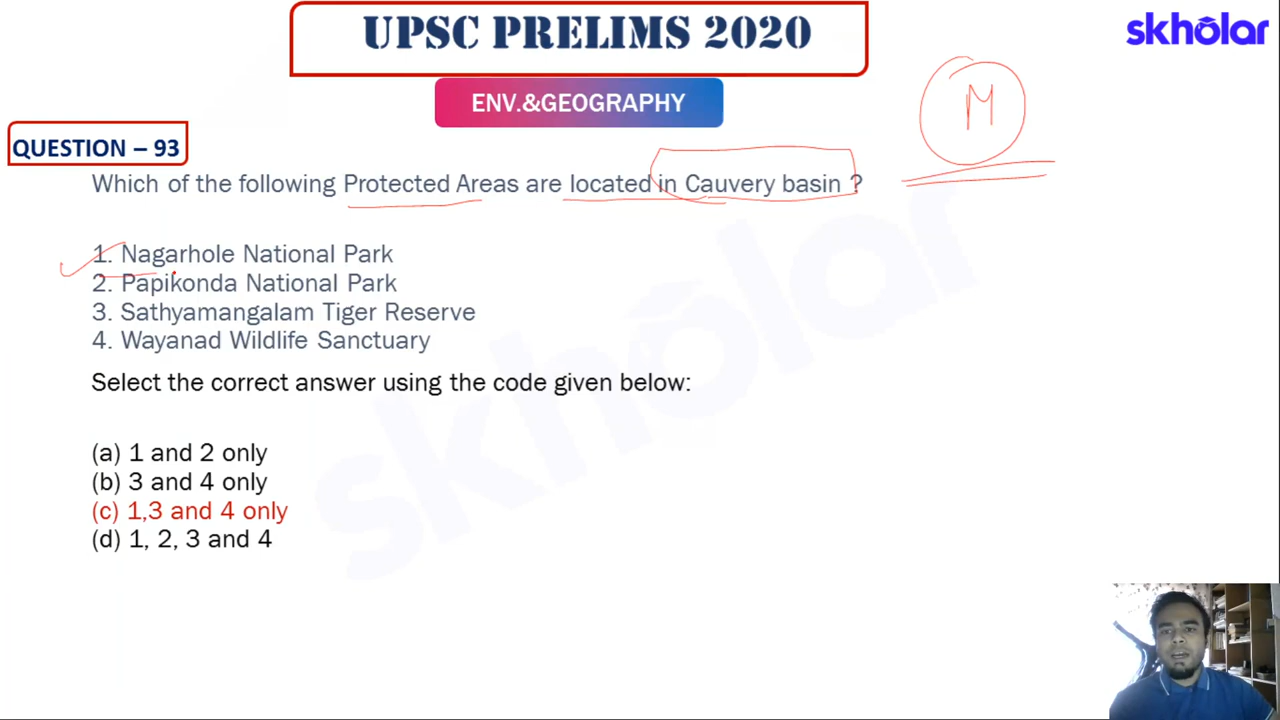 UPSC PRELIMS 2020
skholar
ENV.&GEOGRAPHY
M
QUESTION – 93
Which of the following Protected Areas are located in Cauvery basin ?
1. Nagarhole National Park
2. Papikonda National Park
3. Sathyamangalam Tiger Reserve
4. Wayanad Wildlife Sanctuary
Select the correct answer using the code given below:
(a) 1 and 2 only
(b) 3 and 4 only
(c) 1,3 and 4 only
(d) 1, 2, 3 and 4
skholar